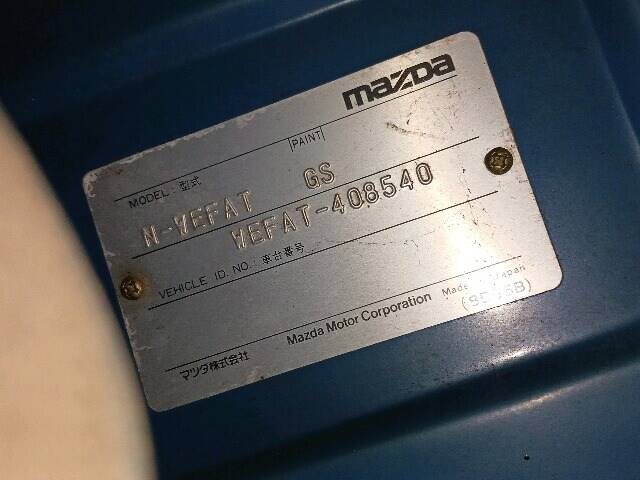 mazda
PAINT
MODEL: 型式
N-WEFAT GS
WEFAT-408540
VEHICLE ID. NO.: 車台番号
Mazda Motor Corporation Made in Japan
マツダ株式会社